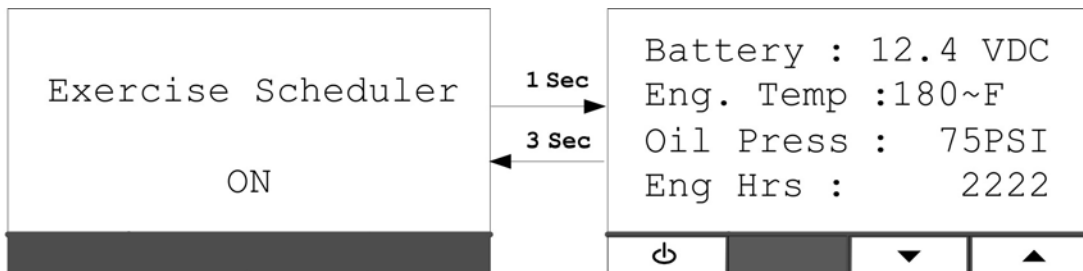 Exercise Scheduler
ON
1 Sec
3 Sec
Battery : 12.4 VDC
Eng. Temp :180~F
Oil Press : 75PSI
Eng Hrs : 2222